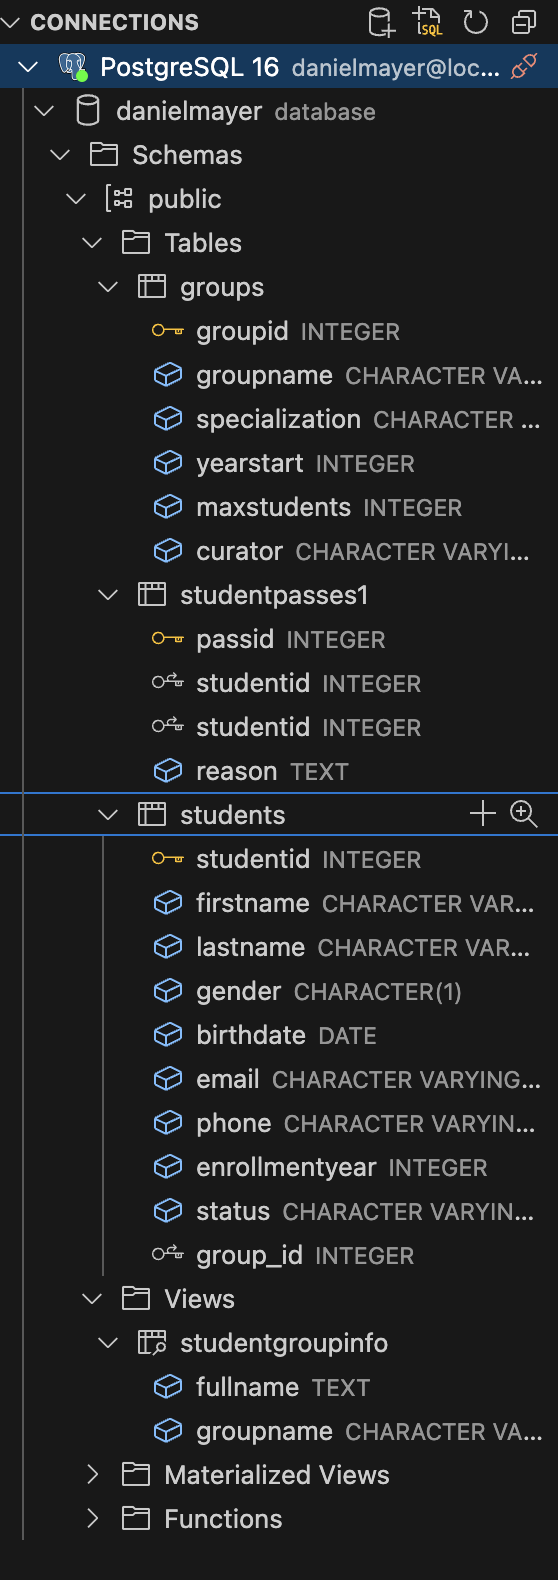 CONNECTIONS
SQL
PostgreSQL 16 danielmayer@loc...
danielmayer database
Schemas
public
Tables
groups
groupid INTEGER
groupname CHARACTER VA...
specialization CHARACTER ...
yearstart INTEGER
maxstudents INTEGER
curator CHARACTER VARYI...
studentpasses1
passid INTEGER
studentid INTEGER
studentid INTEGER
reason TEXT
students
studentid INTEGER
firstname CHARACTER VAR...
lastname CHARACTER VAR...
gender CHARACTER(1)
birthdate DATE
email CHARACTER VARYING...
phone CHARACTER VARYIN...
enrollmentyear INTEGER
status CHARACTER VARYIN...
group_id INTEGER
Views
studentgroupinfo
fullname TEXT
groupname CHARACTER VA...
Materialized Views
Functions